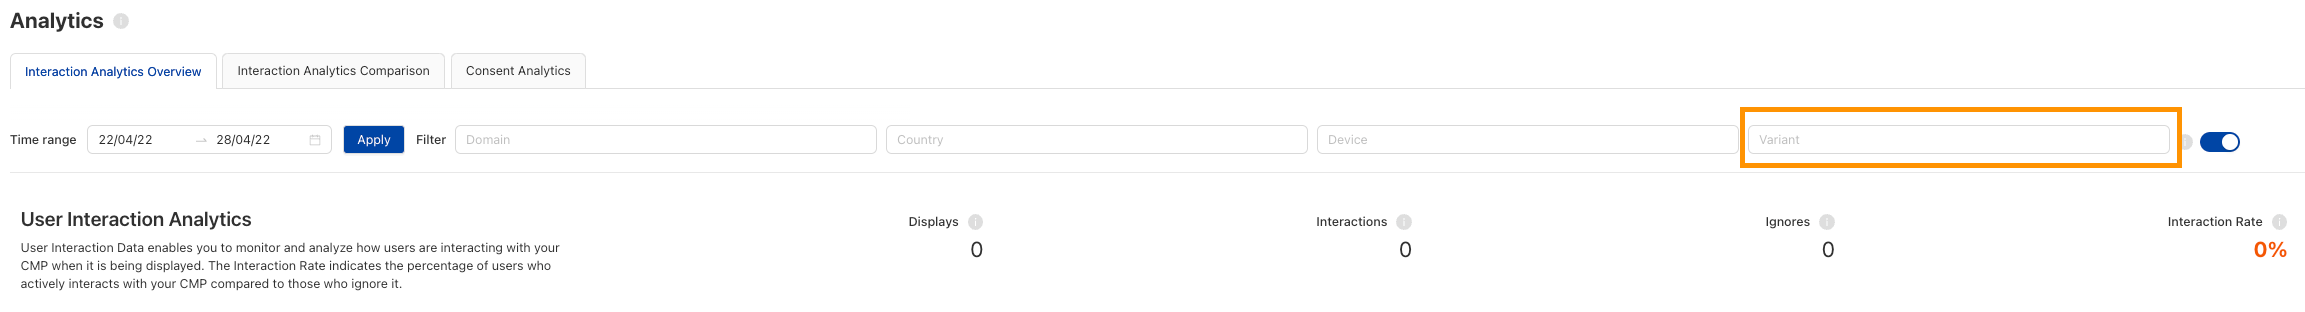 Analytics
Interaction Analytics Overview Interaction Analytics Comparison Consent Analytics
Time range 22/04/22 → 28/04/22 Apply Filter Domain Country Device Variant
User Interaction Analytics
User Interaction Data enables you to monitor and analyze how users are interacting with your
CMP when it is being displayed. The Interaction Rate indicates the percentage of users who
actively interacts with your CMP compared to those who ignore it.
Displays Interactions Ignores Interaction Rate
0 0 0 0%